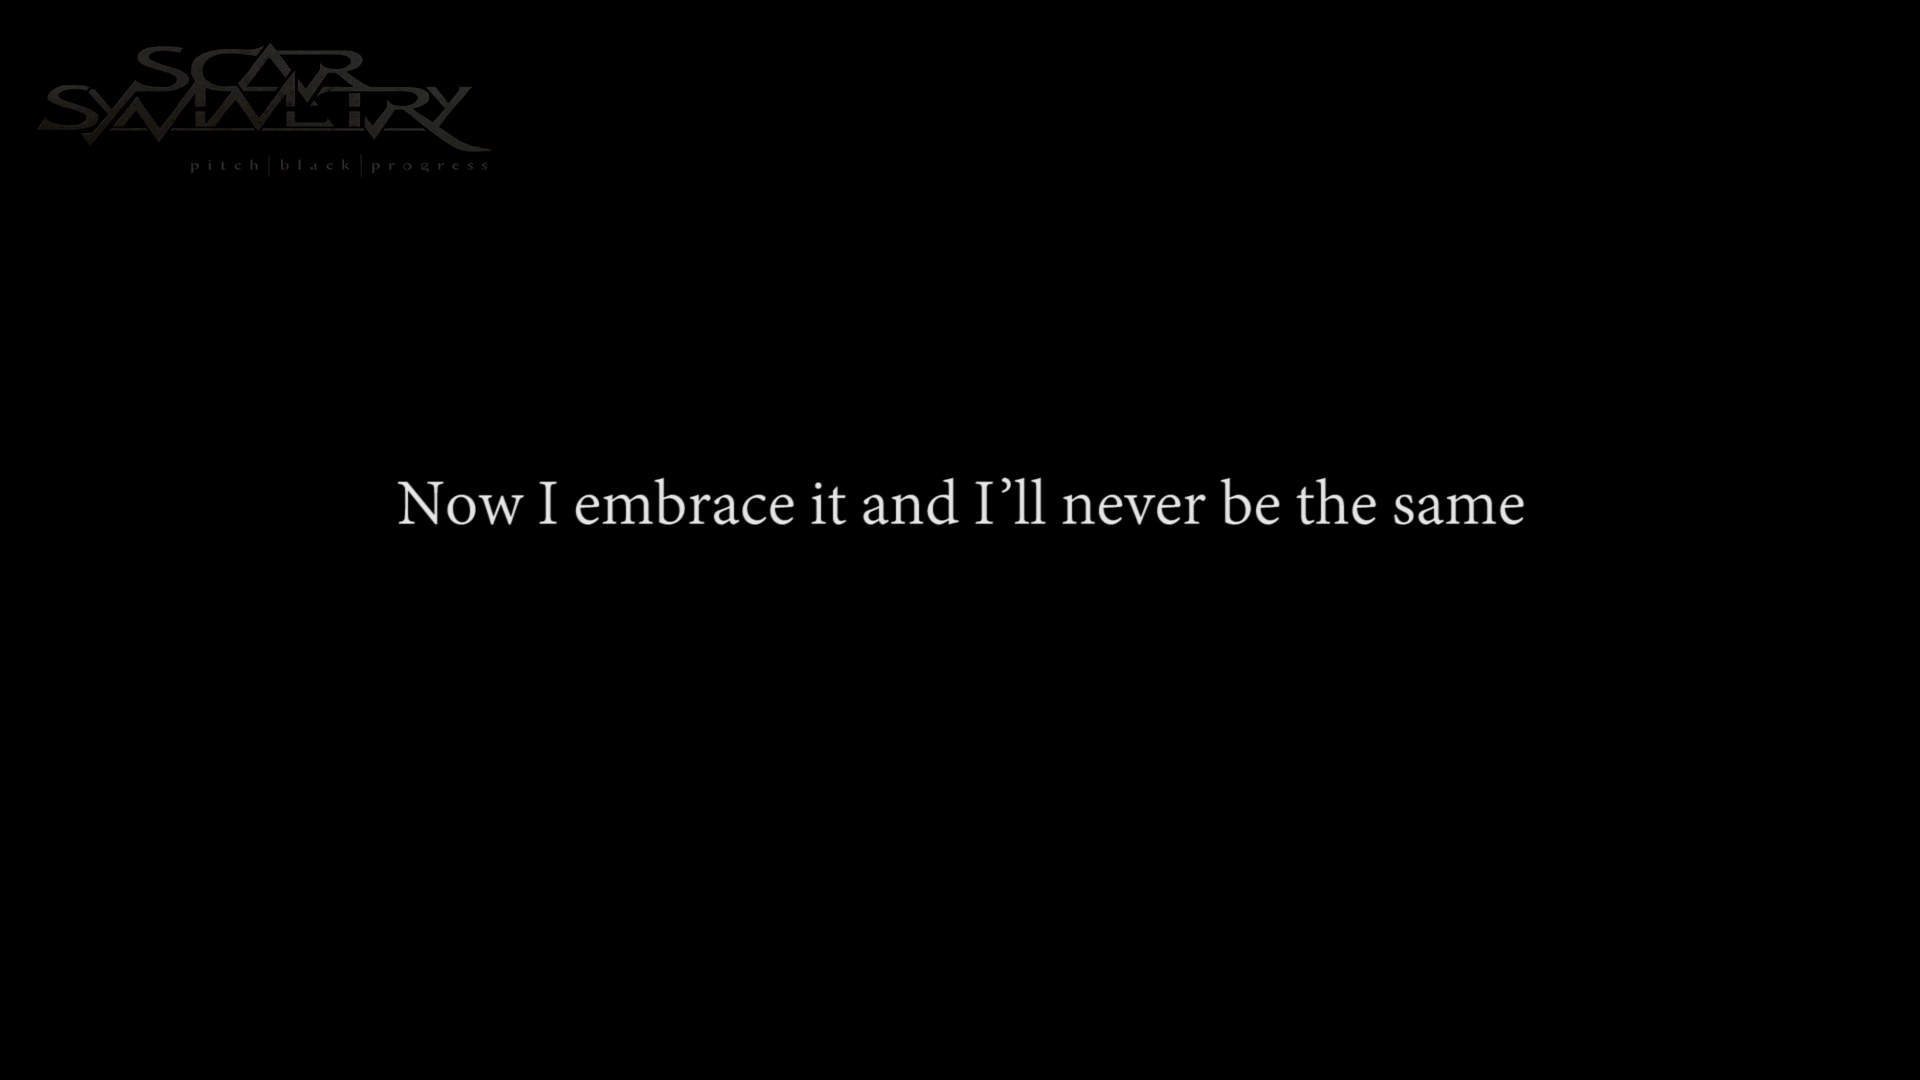 SCAR
SYMMETRY
pitch|black|progress
Now I embrace it and I’ll never be the same